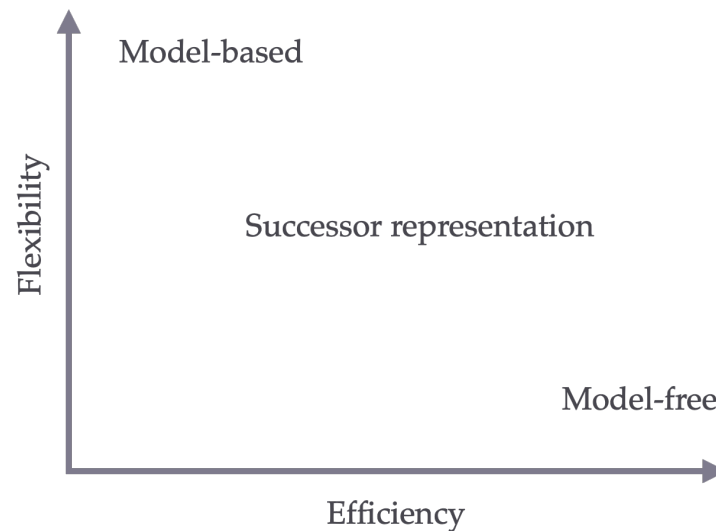 Model-based
Flexibility
Successor representation
Model-free
Efficiency